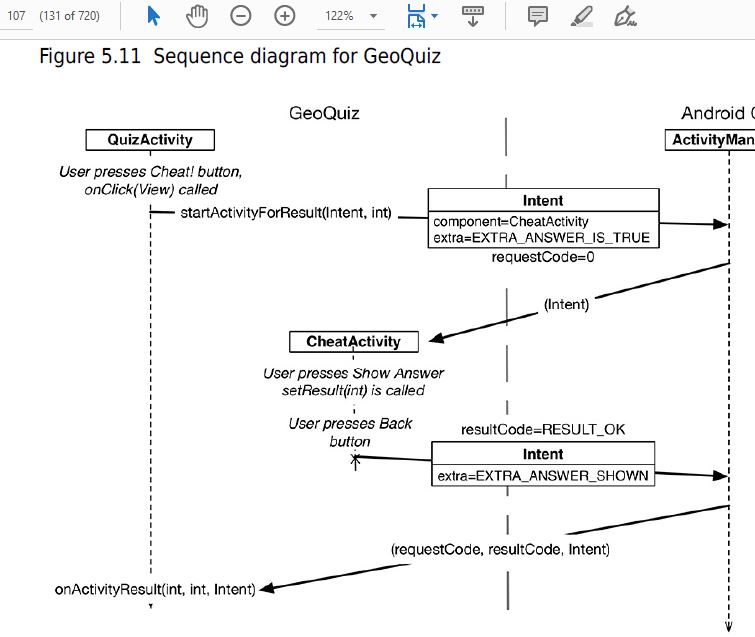 107 (131 of 720) 122%
Figure 5.11 Sequence diagram for GeoQuiz
GeoQuiz
Android
QuizActivity
ActivityMan
User presses Cheat! button,
onClick(View) called
startActivityForResult(Intent, int)
Intent
component=CheatActivity
extra=EXTRA_ANSWER_IS_TRUE
requestCode=0
(Intent)
CheatActivity
User presses Show Answer
setResult(int) is called
User presses Back
button
resultCode=RESULT_OK
Intent
extra=EXTRA_ANSWER_SHOWN
(requestCode, resultCode, Intent)
onActivityResult(int, int, Intent)